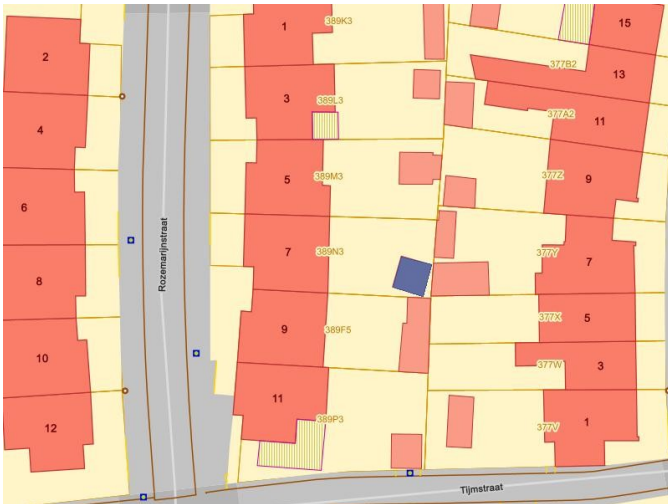 1
389K3
15
2
377B2
13
3
389L3
4
377A2
11
5
389M3
377Z
9
6
Rozemarijnstraat
7
389N3
377Y
7
8
9
389F5
377X
5
10
377W
3
11
389P3
377V
1
12
Tijmstraat